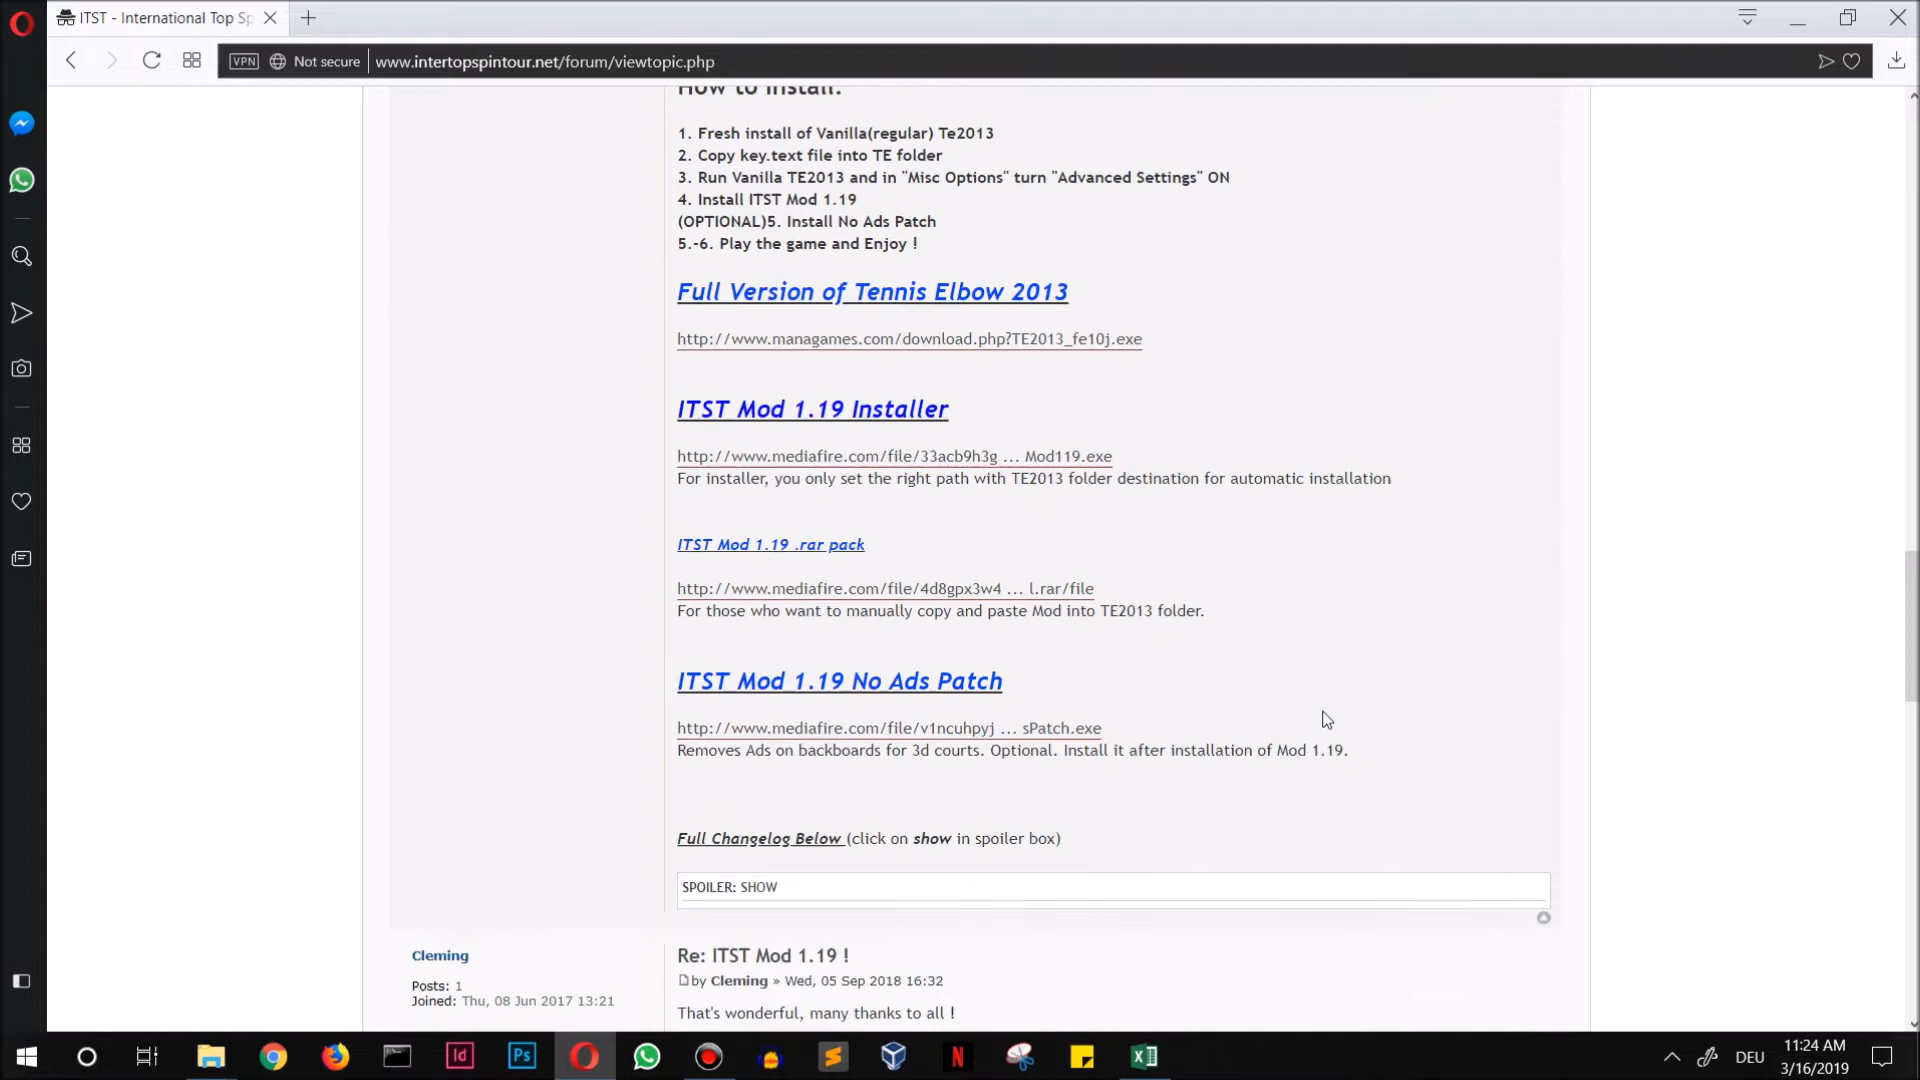 ITST - International Top Sp
VPN
Not secure
www.intertopspintour.net/forum/viewtopic.php
How to install:
1. Fresh install of Vanilla(regular) Te2013
2. Copy key.text file into TE folder
3. Run Vanilla TE2013 and in "Misc Options" turn "Advanced Settings" ON
4. Install ITST Mod 1.19
(OPTIONAL)5. Install No Ads Patch
5.-6. Play the game and Enjoy !
Full Version of Tennis Elbow 2013
http://www.managames.com/download.php?TE2013_fe10j.exe
ITST Mod 1.19 Installer
http://www.mediafire.com/file/33acb9h3g ... Mod119.exe
For installer, you only set the right path with TE2013 folder destination for automatic installation
ITST Mod 1.19 .rar pack
http://www.mediafire.com/file/4d8gpx3w4 ... l.rar/file
For those who want to manually copy and paste Mod into TE2013 folder.
ITST Mod 1.19 No Ads Patch
http://www.mediafire.com/file/v1ncuhpyj ... sPatch.exe
Removes Ads on backboards for 3d courts. Optional. Install it after installation of Mod 1.19.
Full Changelog Below (click on show in spoiler box)
SPOILER: SHOW
Cleming
Posts: 1
Joined: Thu, 08 Jun 2017 13:21
Re: ITST Mod 1.19 !
by Cleming » Wed, 05 Sep 2018 16:32
That's wonderful, many thanks to all !
Id
Ps
N
DEU
11:24 AM
3/16/2019